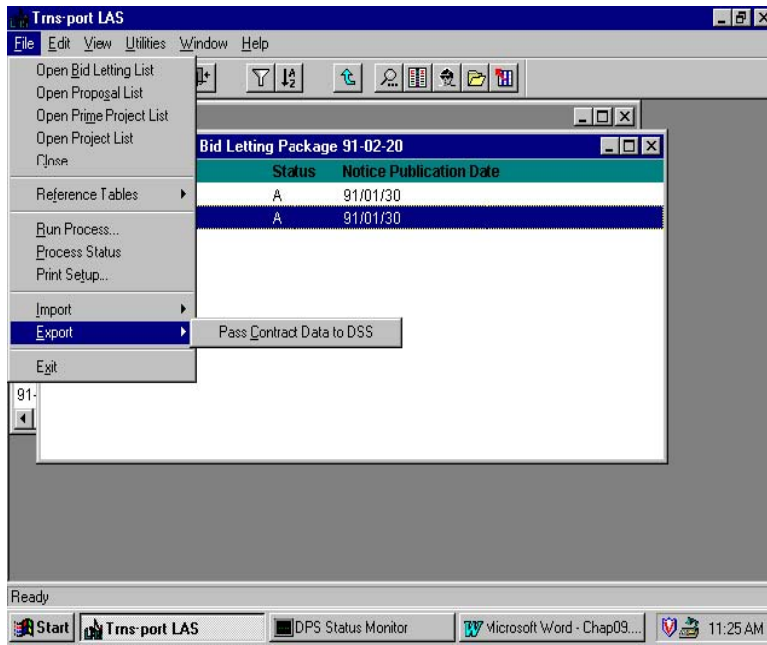 Trns·port LAS
File Edit View Utilities Window Help
Open Bid Letting List
Open Proposal List
Open Prime Project List
Open Project List
Close
Reference Tables
Run Process...
Process Status
Print Setup...
Import
Export
Pass Contract Data to DSS
Exit
Bid Letting Package 91-02-20
Status Notice Publication Date
A 91/01/30
A 91/01/30
91-
Ready
Start Trns·port LAS DPS Status Monitor Microsoft Word - Chap09.... 11:25 AM